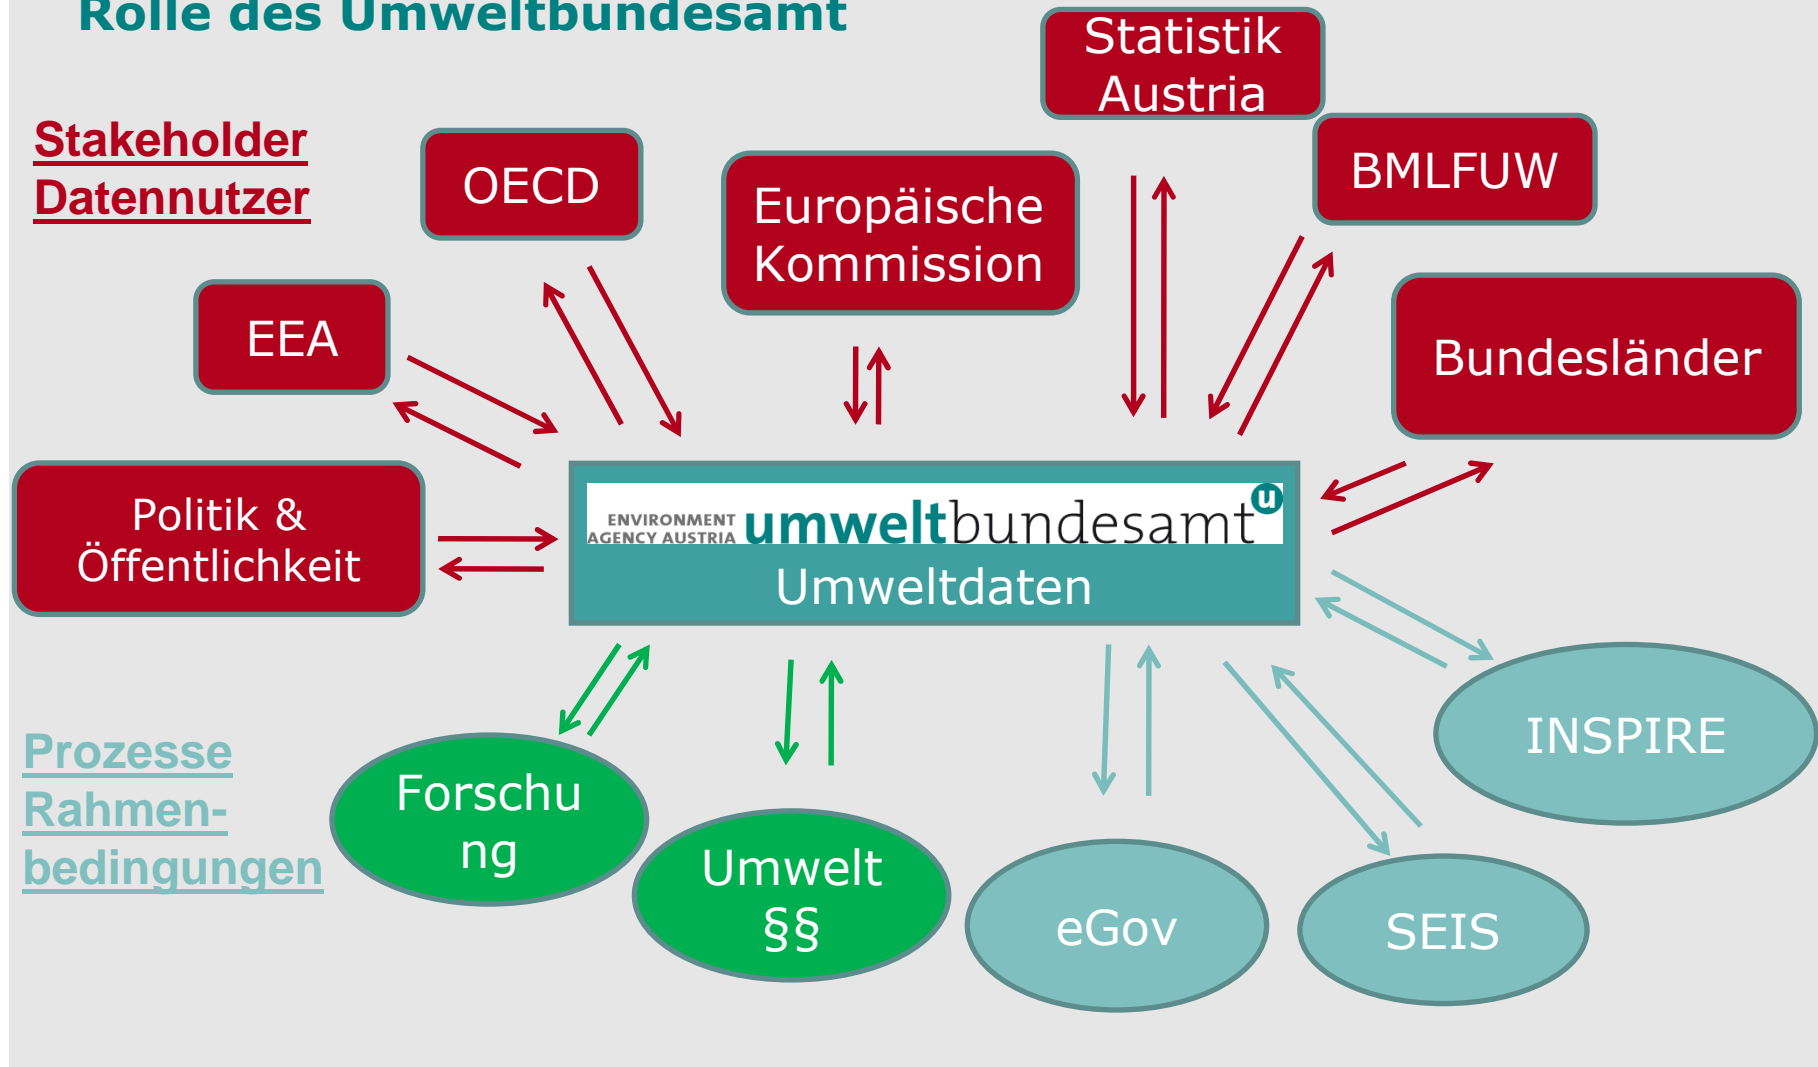 Rolle des Umweltbundesamt
Statistik
Austria
Stakeholder
Datennutzer
OECD
Europäische
Kommission
BMLFUW
EEA
Bundesländer
Politik &
Öffentlichkeit
ENVIRONMENT
AGENCY AUSTRIA
umweltbundesamt
u
Umweltdaten
Prozesse
Rahmen-
bedingungen
Forschu
ng
Umwelt
§§
eGov
SEIS
INSPIRE